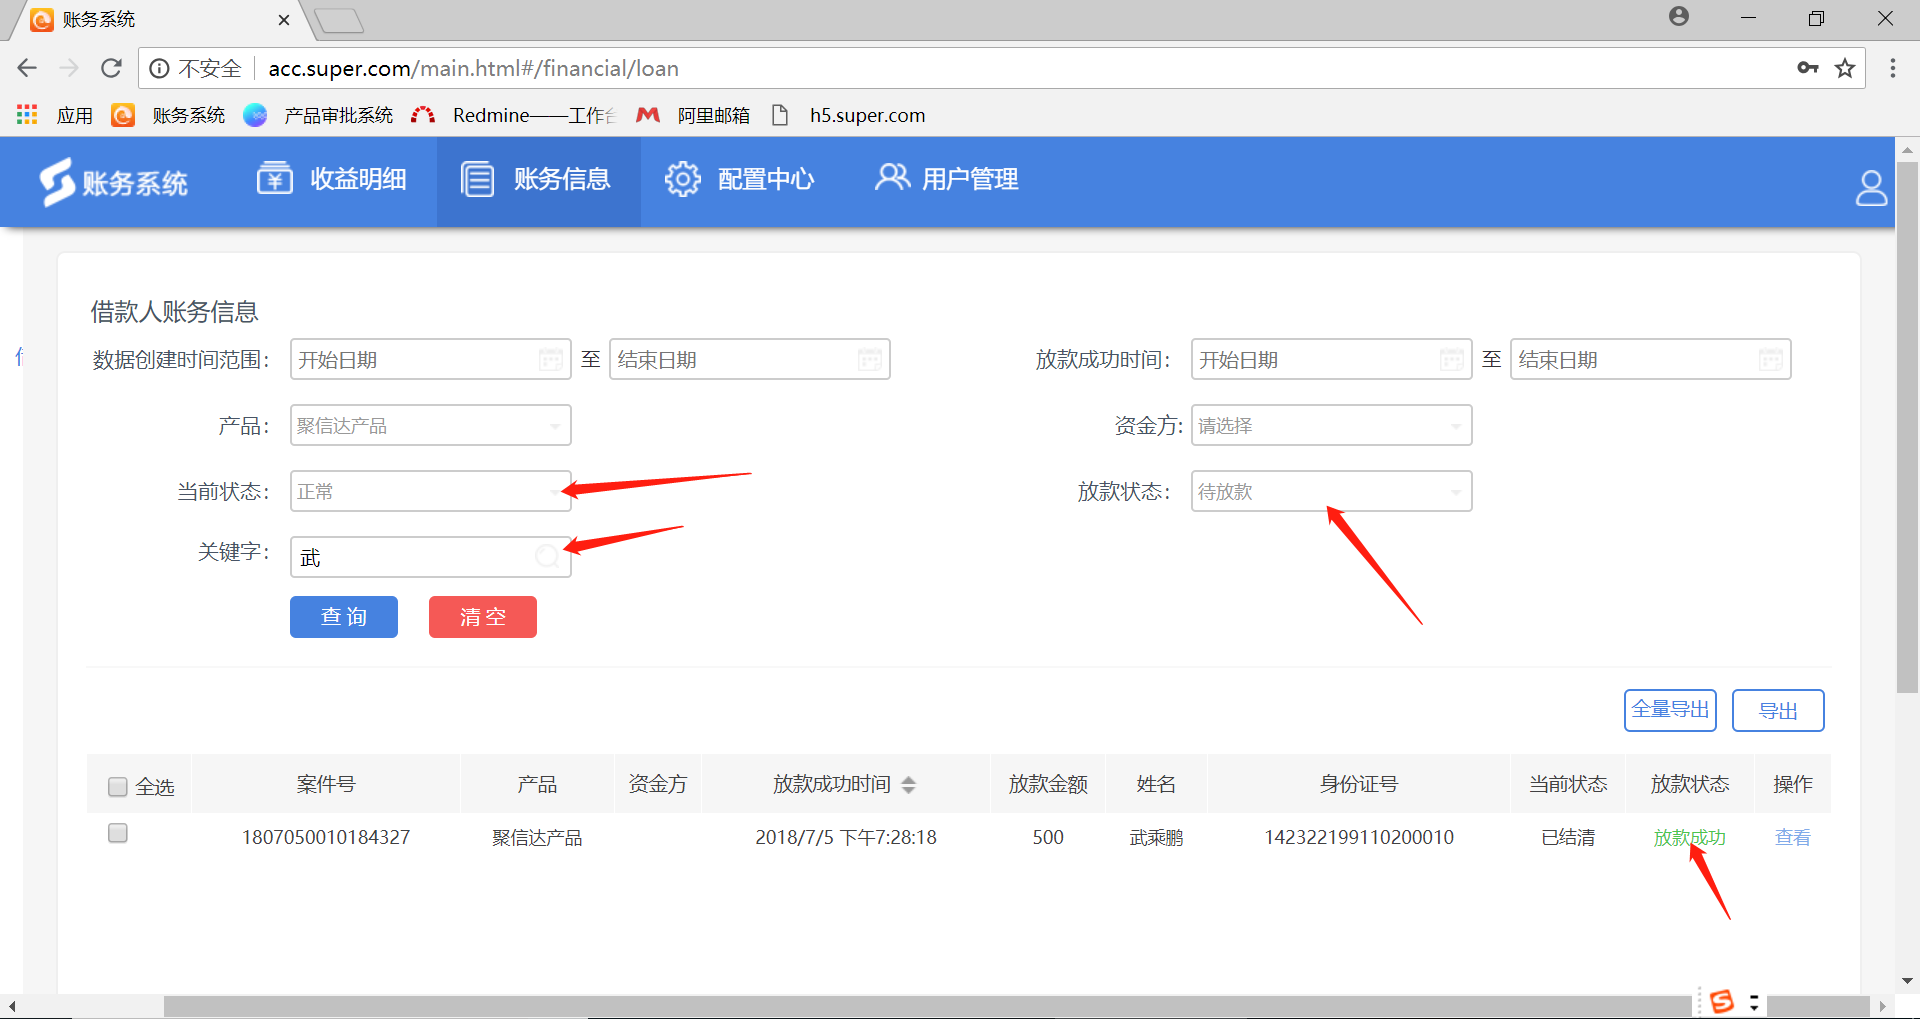 账务系统
不安全 acc.super.com/main.html#/financial/loan
应用 账务系统 产品审批系统 Redmine——工作台 阿里邮箱 h5.super.com
账务系统 收益明细 账务信息 配置中心 用户管理
借款人账务信息
数据创建时间范围： 开始日期 至 结束日期 放款成功时间： 开始日期 至 结束日期
产品： 聚信达产品 资金方: 请选择
当前状态： 正常 放款状态： 待放款
关键字： 武
查询 清空
全量导出 导出
全选 案件号 产品 资金方 放款成功时间 放款金额 姓名 身份证号 当前状态 放款状态 操作
1807050010184327 聚信达产品 2018/7/5 下午7:28:18 500 武乘鹏 142322199110200010 已结清 放款成功 查看